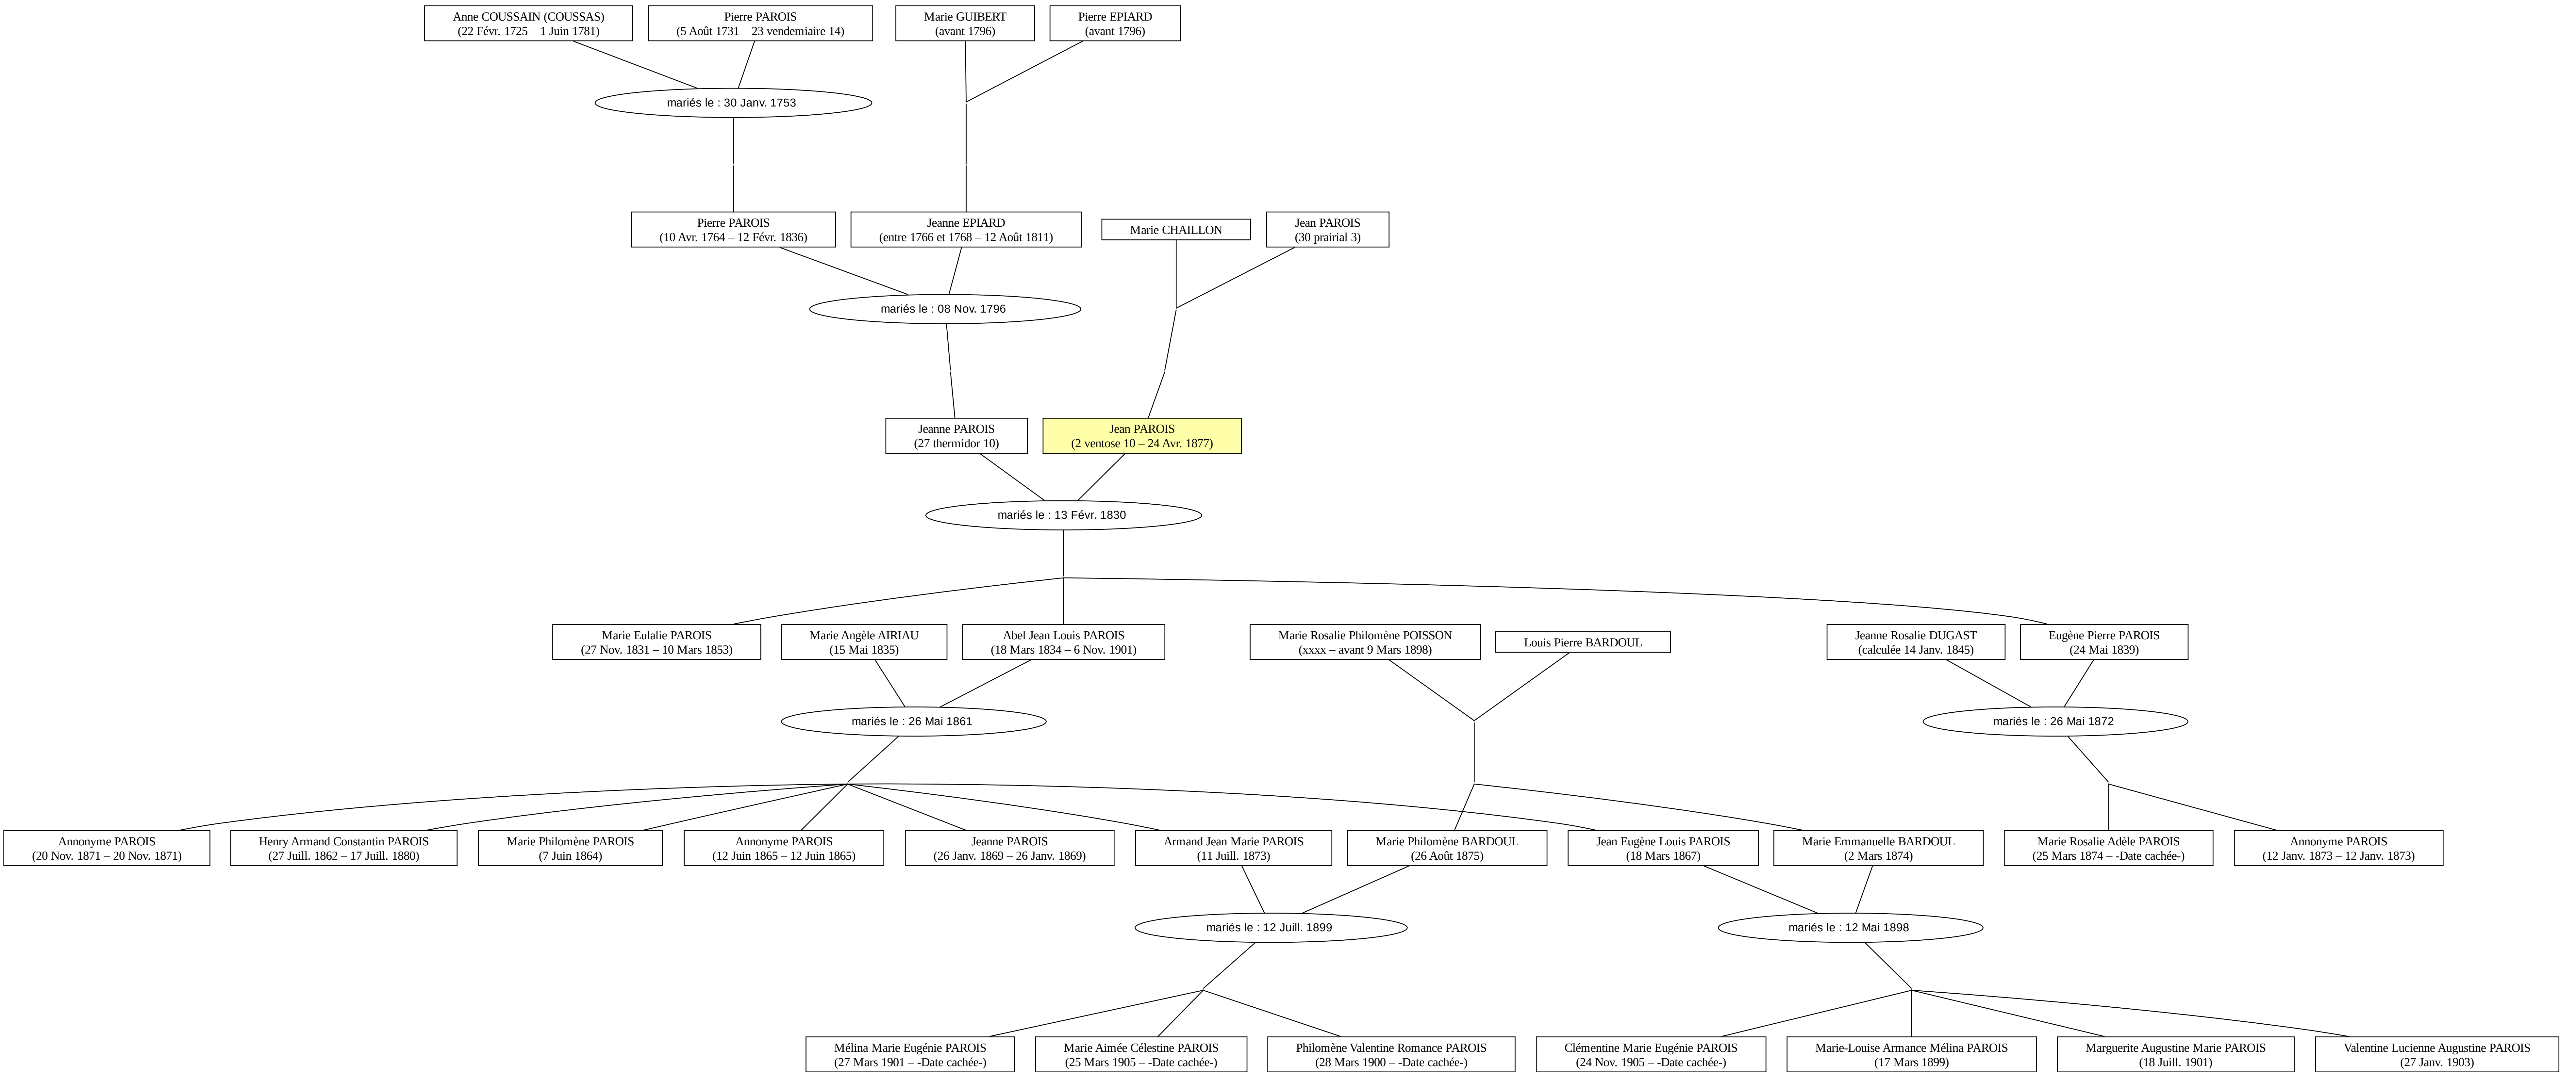 Anne COUSSAIN (COUSSAS)
(22 Févr. 1725 – 1 Juin 1781)
Pierre PAROIS
(5 Août 1731 – 23 vendemiaire 14)
Marie GUIBERT
(avant 1796)
Pierre EPIARD
(avant 1796)
mariés le : 30 Janv. 1753
Pierre PAROIS
(10 Avr. 1764 – 12 Févr. 1836)
Jeanne EPIARD
(entre 1766 et 1768 – 12 Août 1811)
Marie CHAILLON
Jean PAROIS
(30 prairial 3)
mariés le : 08 Nov. 1796
Jeanne PAROIS
(27 thermidor 10)
Jean PAROIS
(2 ventose 10 – 24 Avr. 1877)
mariés le : 13 Févr. 1830
Marie Eulalie PAROIS
(27 Nov. 1831 – 10 Mars 1853)
Marie Angèle AIRIAU
(15 Mai 1835)
Abel Jean Louis PAROIS
(18 Mars 1834 – 6 Nov. 1901)
Marie Rosalie Philomène POISSON
(xxxx – avant 9 Mars 1898)
Louis Pierre BARDOUL
Jeanne Rosalie DUGAST
(calculée 14 Janv. 1845)
Eugène Pierre PAROIS
(24 Mai 1839)
mariés le : 26 Mai 1861
mariés le : 26 Mai 1872
Annonyme PAROIS
(20 Nov. 1871 – 20 Nov. 1871)
Henry Armand Constantin PAROIS
(27 Juill. 1862 – 17 Juill. 1880)
Marie Philomène PAROIS
(7 Juin 1864)
Annonyme PAROIS
(12 Juin 1865 – 12 Juin 1865)
Jeanne PAROIS
(26 Janv. 1869 – 26 Janv. 1869)
Armand Jean Marie PAROIS
(11 Juill. 1873)
Marie Philomène BARDOUL
(26 Août 1875)
Jean Eugène Louis PAROIS
(18 Mars 1867)
Marie Emmanuelle BARDOUL
(2 Mars 1874)
Marie Rosalie Adèle PAROIS
(25 Mars 1874 – -Date cachée-)
Annonyme PAROIS
(12 Janv. 1873 – 12 Janv. 1873)
mariés le : 12 Juill. 1899
mariés le : 12 Mai 1898
Mélina Marie Eugénie PAROIS
(27 Mars 1901 – -Date cachée-)
Marie Aimée Célestine PAROIS
(25 Mars 1905 – -Date cachée-)
Philomène Valentine Romance PAROIS
(28 Mars 1900 – -Date cachée-)
Clémentine Marie Eugénie PAROIS
(24 Nov. 1905 – -Date cachée-)
Marie-Louise Armance Mélina PAROIS
(17 Mars 1899)
Marguerite Augustine Marie PAROIS
(18 Juill. 1901)
Valentine Lucienne Augustine PAROIS
(27 Janv. 1903)